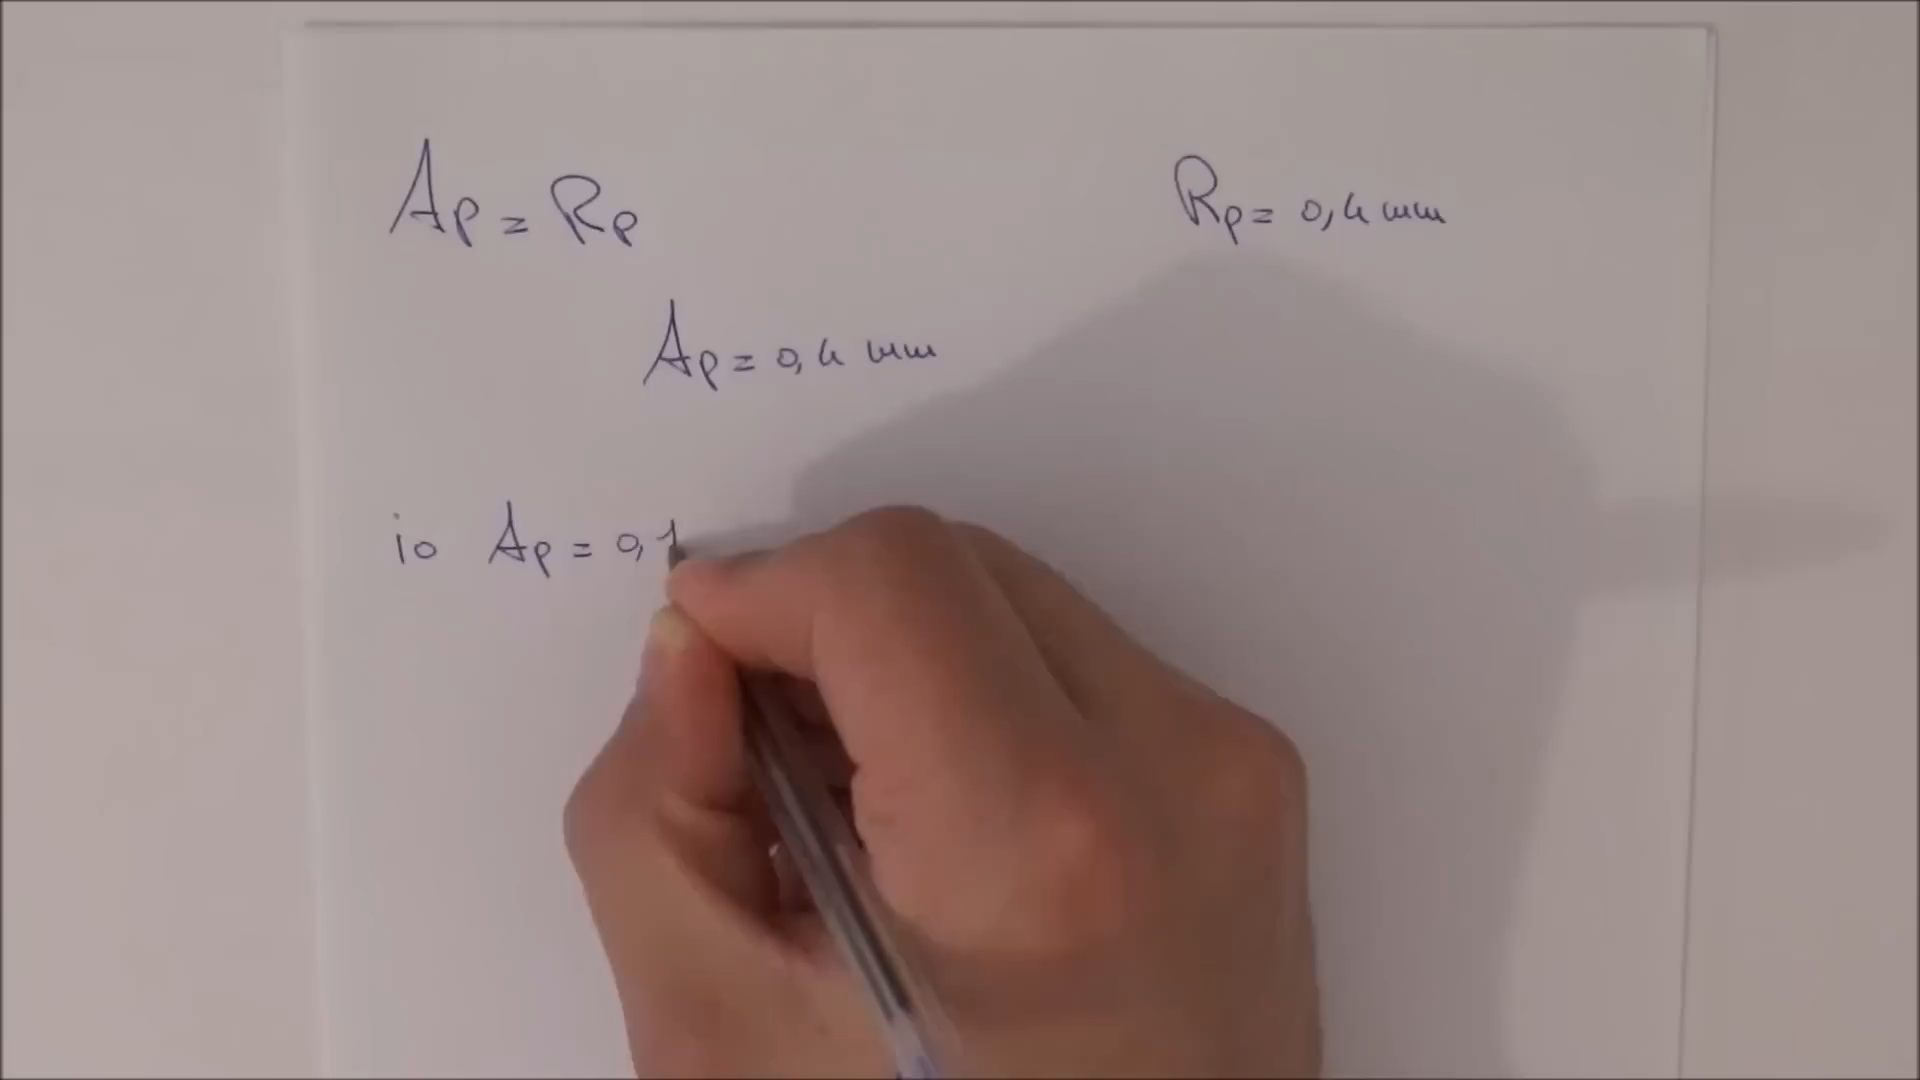 Ap = Rp
Rp = 0,4 mm
Ap = 0,4 mm
io Ap = 0,1